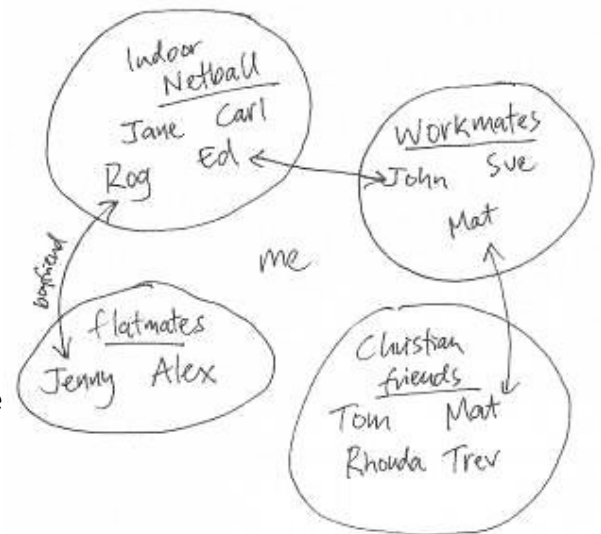 Indoor
Netball
Jane Carl
Rog Ed
boyfriend
Workmates
John Sue
Mat
me
flatmates
Jenny Alex
Christian
friends
Tom Mat
Rhonda Trev
e